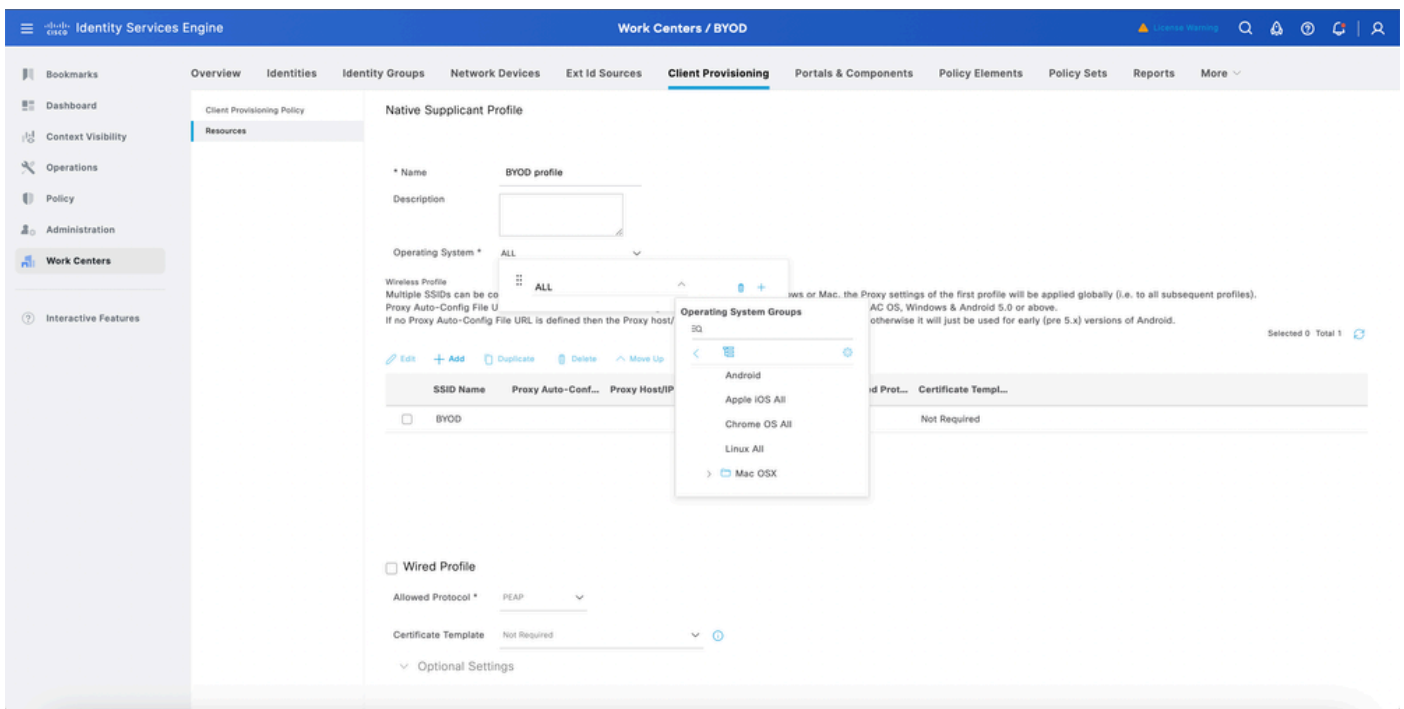 cisco Identity Services Engine
Work Centers / BYOD
License Warning
Bookmarks
Dashboard
Context Visibility
Operations
Policy
Administration
Work Centers
Interactive Features
Overview Identities Identity Groups Network Devices Ext Id Sources Client Provisioning Portals & Components Policy Elements Policy Sets Reports More
Client Provisioning Policy
Resources
Native Supplicant Profile
* Name BYOD profile
Description
Operating System * ALL
ALL
Wireless Profile
Multiple SSIDs can be co
ws or Mac. the Proxy settings of the first profile will be applied globally (i.e. to all subsequent profiles).
Proxy Auto-Config File U
AC OS, Windows & Android 5.0 or above.
If no Proxy Auto-Config File URL is defined then the Proxy host/
otherwise it will just be used for early (pre 5.x) versions of Android.
Selected 0 Total 1
Operating System Groups
Android
Apple iOS All
Chrome OS All
Linux All
Mac OSX
Edit Add Duplicate Delete Move Up
SSID Name Proxy Auto-Conf... Proxy Host/IP
ed Prot... Certificate Templ...
BYOD Not Required
Wired Profile
Allowed Protocol * PEAP
Certificate Template Not Required
Optional Settings